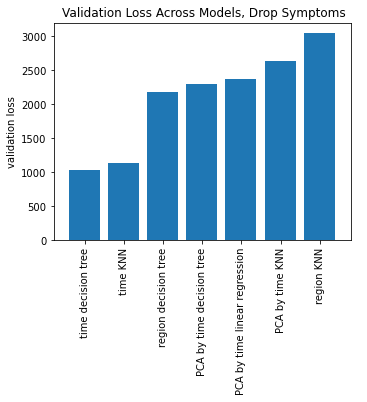 Validation Loss Across Models, Drop Symptoms
validation loss
3000
2500
2000
1500
1000
500
0
time decision tree
time KNN
region decision tree
PCA by time decision tree
PCA by time linear regression
PCA by time KNN
region KNN